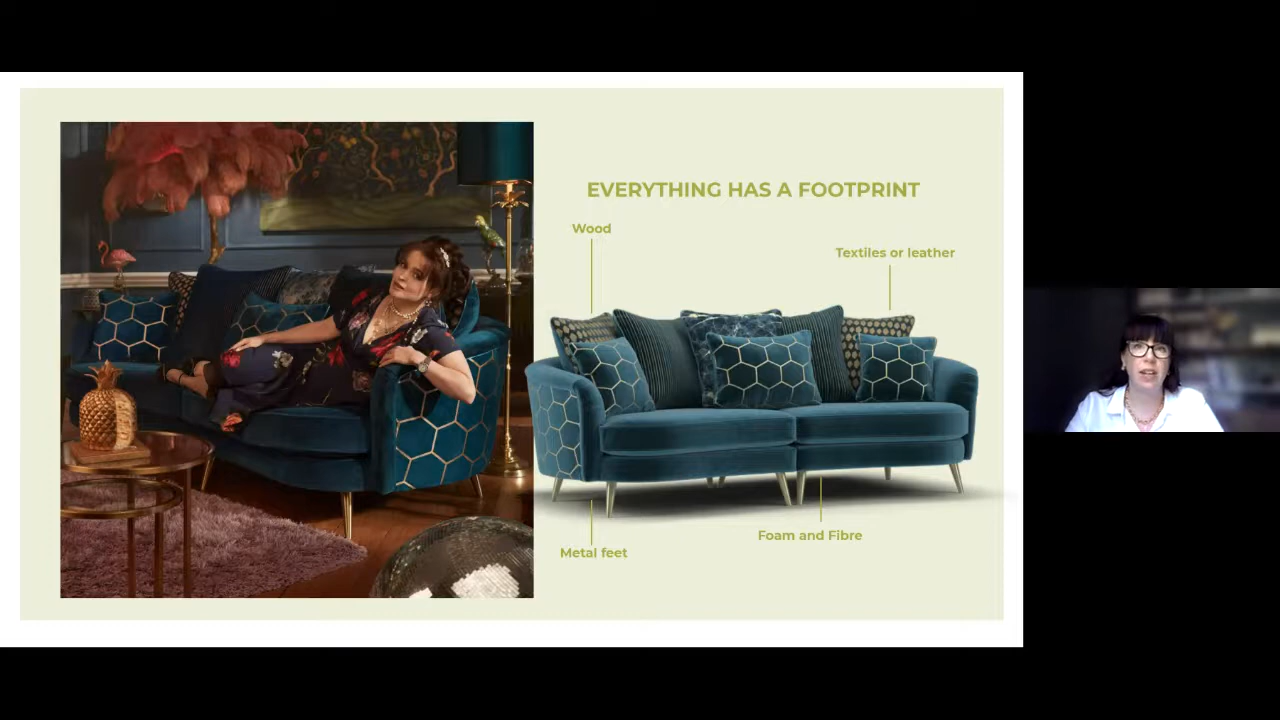 EVERYTHING HAS A FOOTPRINT
Wood
Textiles or leather
Foam and Fibre
Metal feet